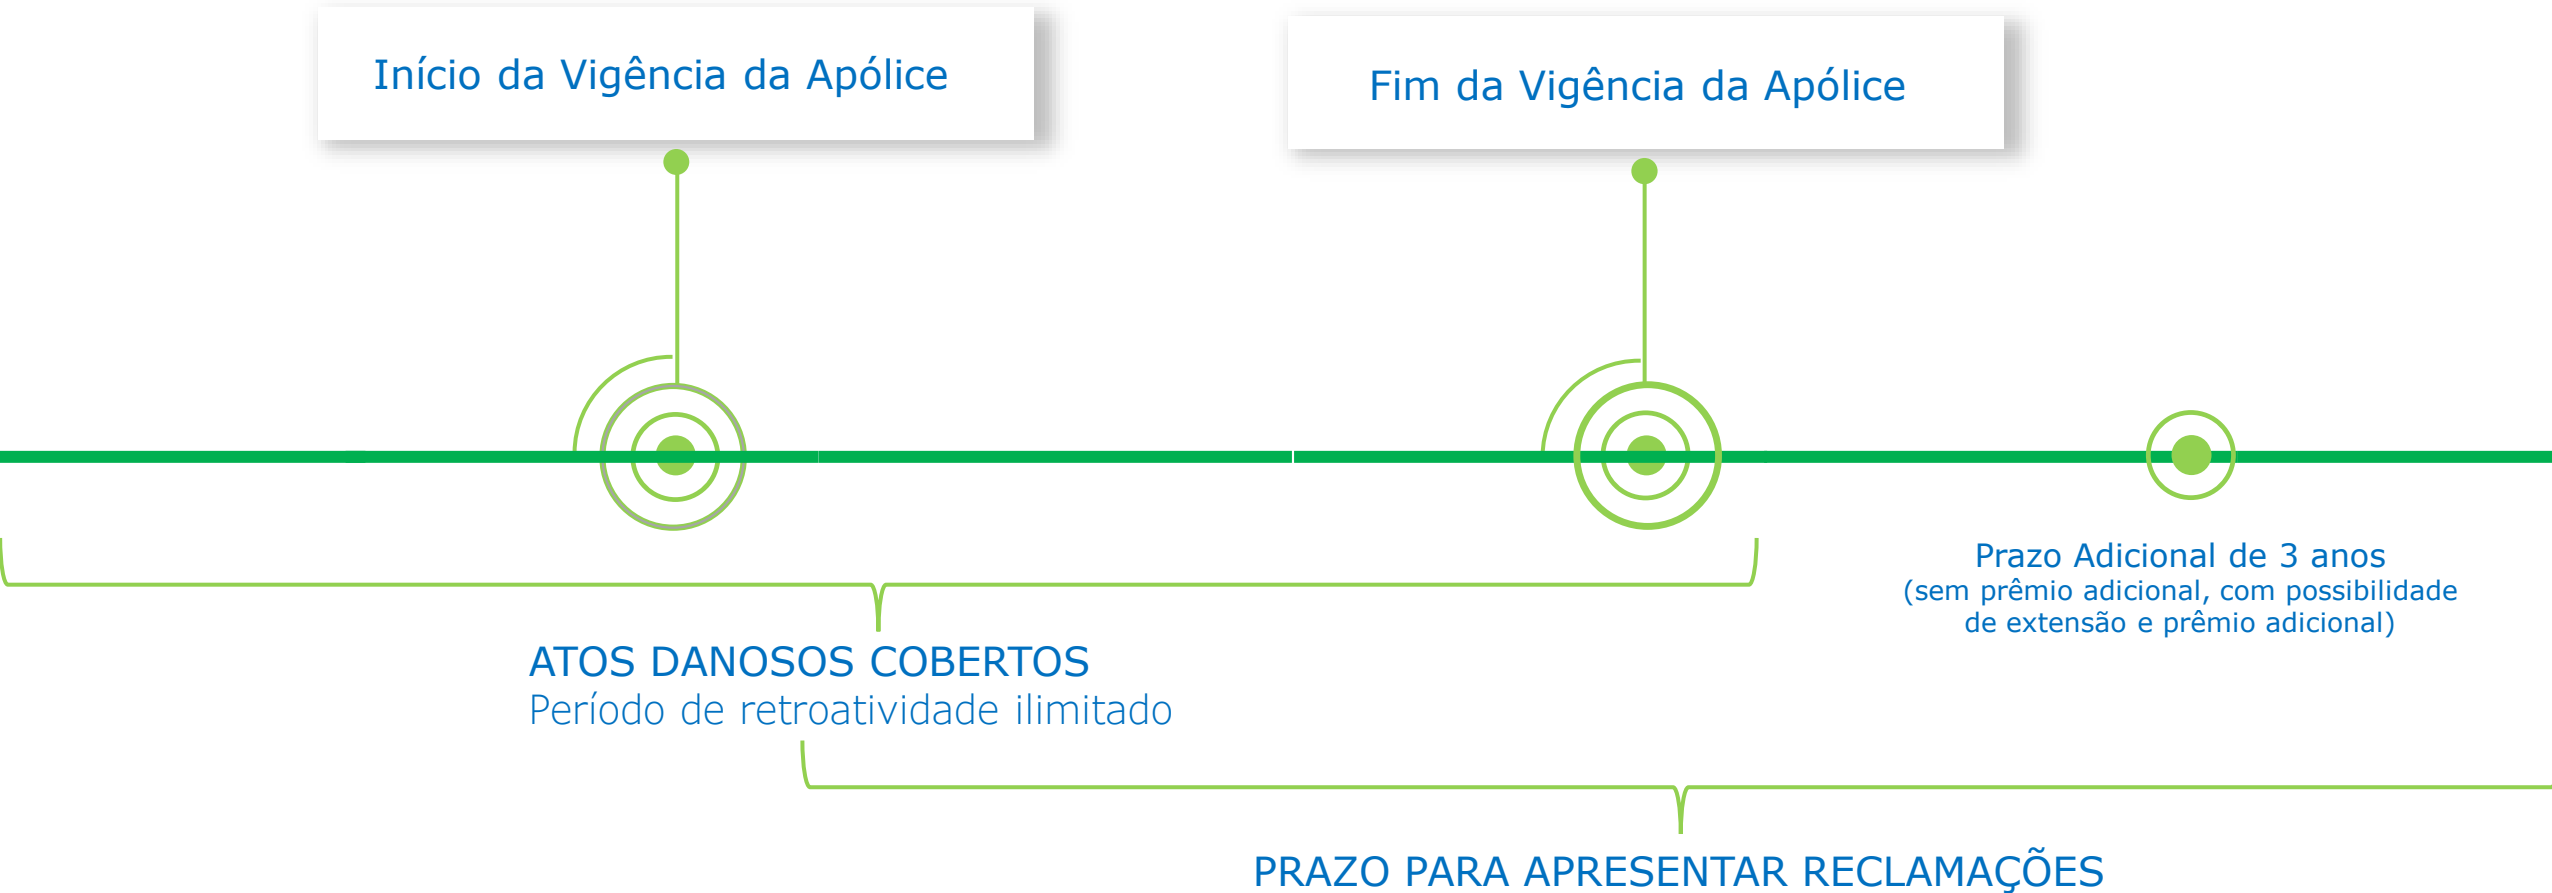 Início da Vigência da Apólice
Fim da Vigência da Apólice
Prazo Adicional de 3 anos
(sem prêmio adicional, com possibilidade
de extensão e prêmio adicional)
ATOS DANOSOS COBERTOS
Período de retroatividade ilimitado
PRAZO PARA APRESENTAR RECLAMAÇÕES